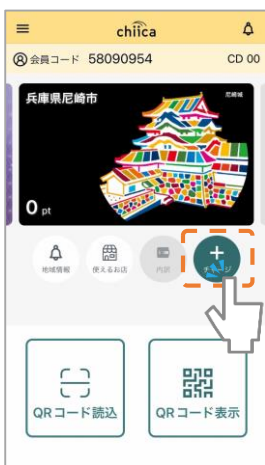 chiica
会員コード 58090954
CD 00
兵庫県尼崎市
尼崎城
0 pt
地域情報
使えるお店
内訳
QRコード読込
QRコード表示